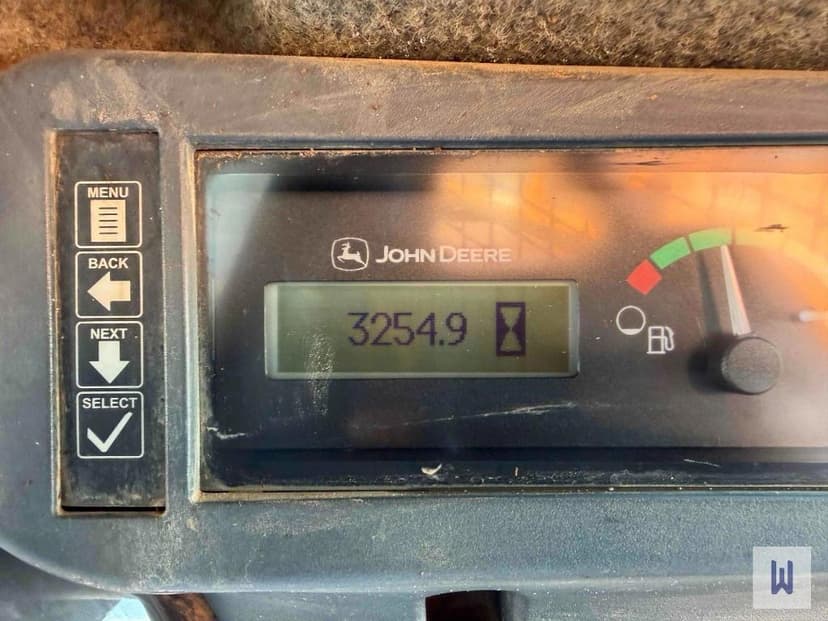 MENU
BACK
NEXT
SELECT
JOHN DEERE
3254.9
W